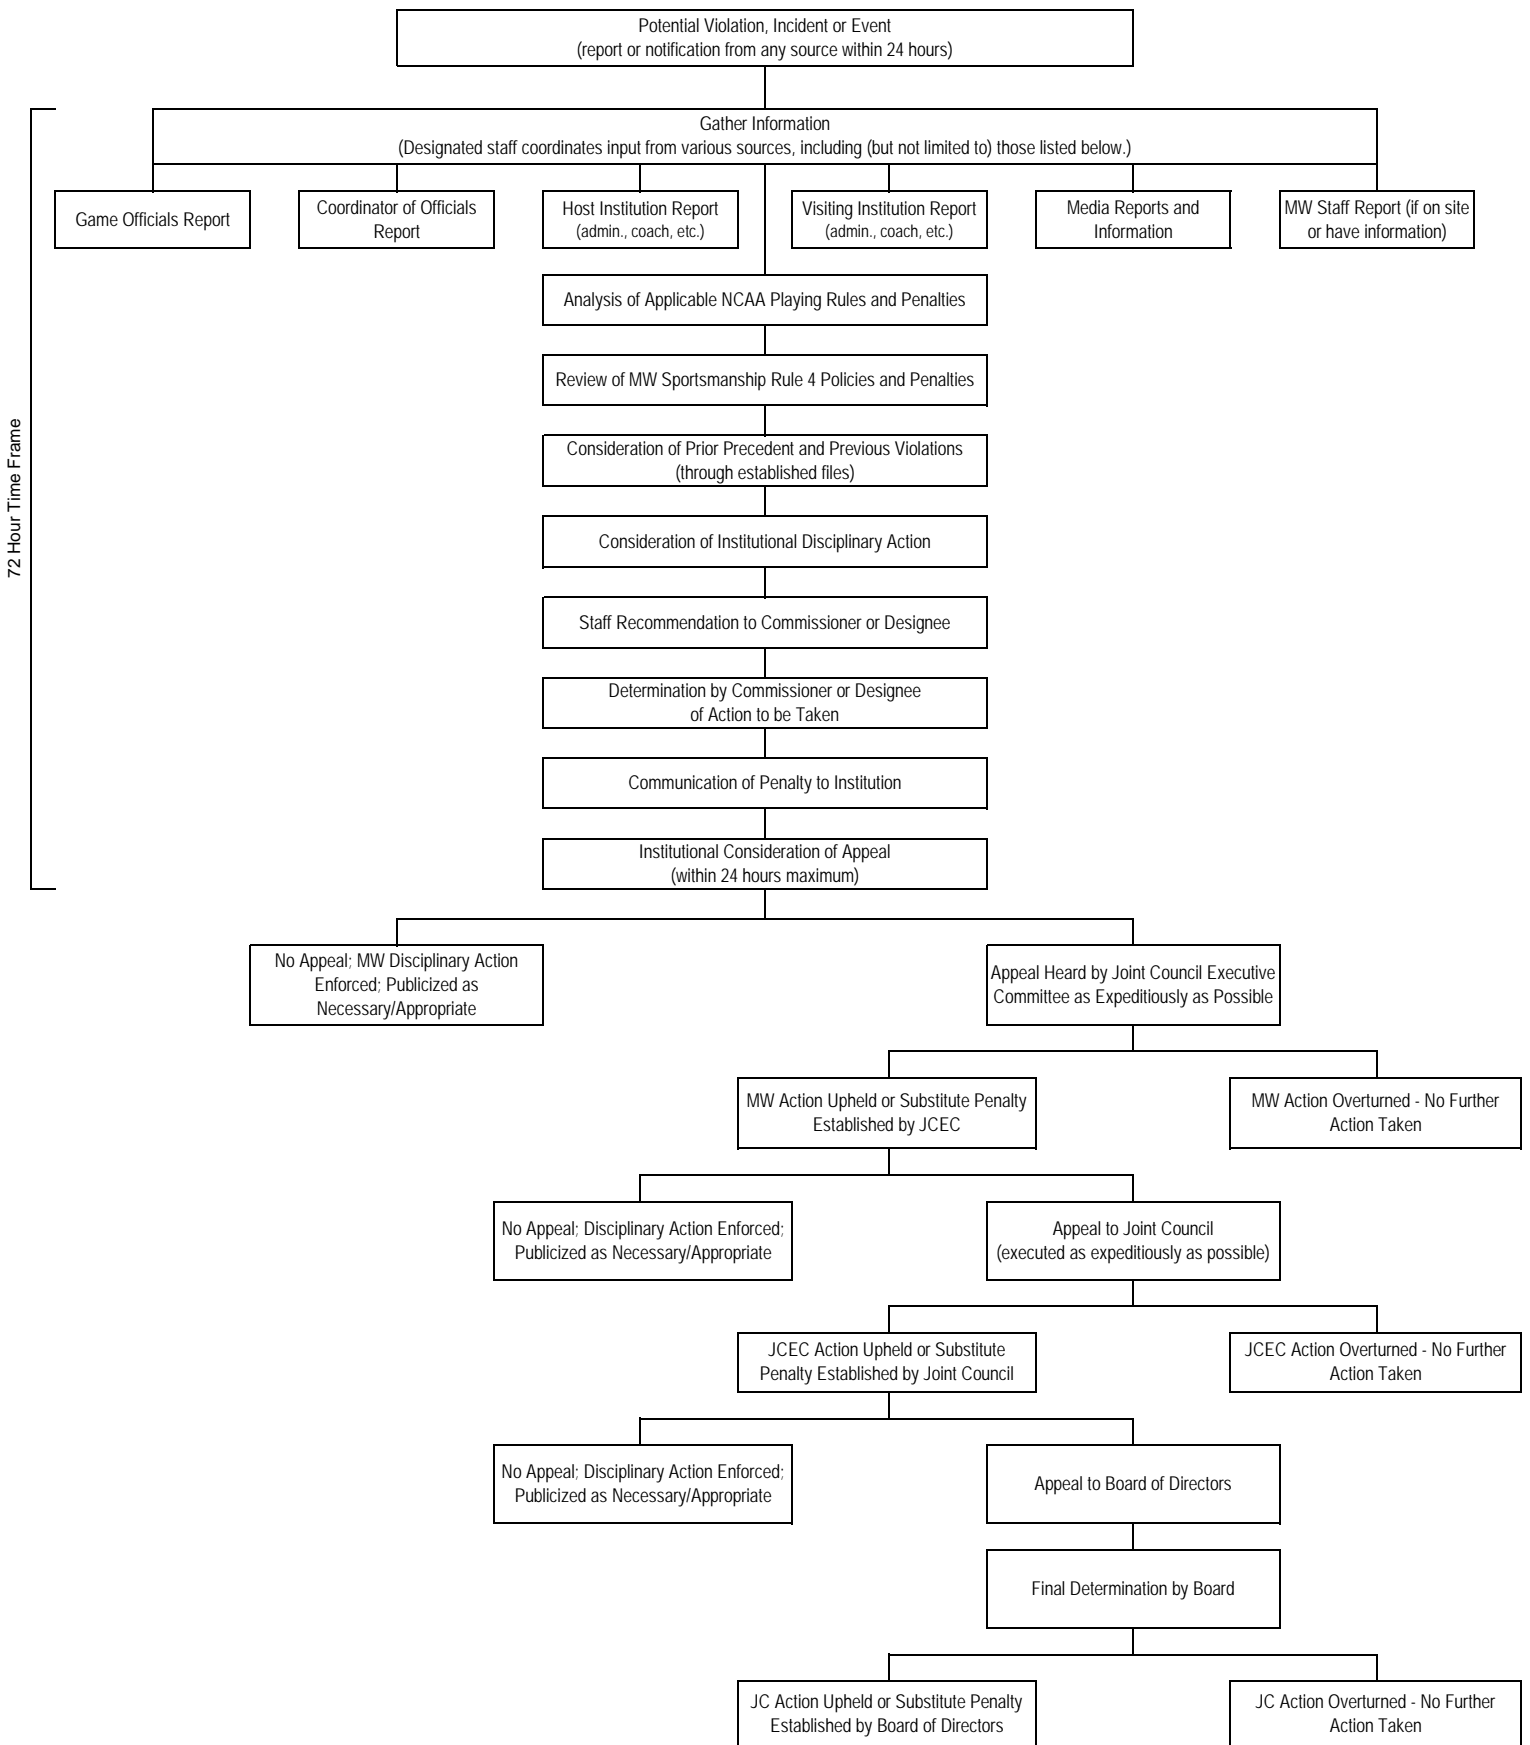 Potential Violation, Incident or Event
(report or notification from any source within 24 hours)
Gather Information
(Designated staff coordinates input from various sources, including (but not limited to) those listed below.)
Game Officials Report
Coordinator of Officials
Report
Host Institution Report
(admin., coach, etc.)
Visiting Institution Report
(admin., coach, etc.)
Media Reports and
Information
MW Staff Report (if on site
or have information)
Analysis of Applicable NCAA Playing Rules and Penalties
Review of MW Sportsmanship Rule 4 Policies and Penalties
72 Hour Time Frame
Consideration of Prior Precedent and Previous Violations
(through established files)
Consideration of Institutional Disciplinary Action
Staff Recommendation to Commissioner or Designee
Determination by Commissioner or Designee
of Action to be Taken
Communication of Penalty to Institution
Institutional Consideration of Appeal
(within 24 hours maximum)
No Appeal; MW Disciplinary Action
Enforced; Publicized as
Necessary/Appropriate
Appeal Heard by Joint Council Executive
Committee as Expeditiously as Possible
MW Action Upheld or Substitute Penalty
Established by JCEC
MW Action Overturned - No Further
Action Taken
No Appeal; Disciplinary Action Enforced;
Publicized as Necessary/Appropriate
Appeal to Joint Council
(executed as expeditiously as possible)
JCEC Action Upheld or Substitute
Penalty Established by Joint Council
JCEC Action Overturned - No Further
Action Taken
No Appeal; Disciplinary Action Enforced;
Publicized as Necessary/Appropriate
Appeal to Board of Directors
Final Determination by Board
JC Action Upheld or Substitute Penalty
Established by Board of Directors
JC Action Overturned - No Further
Action Taken